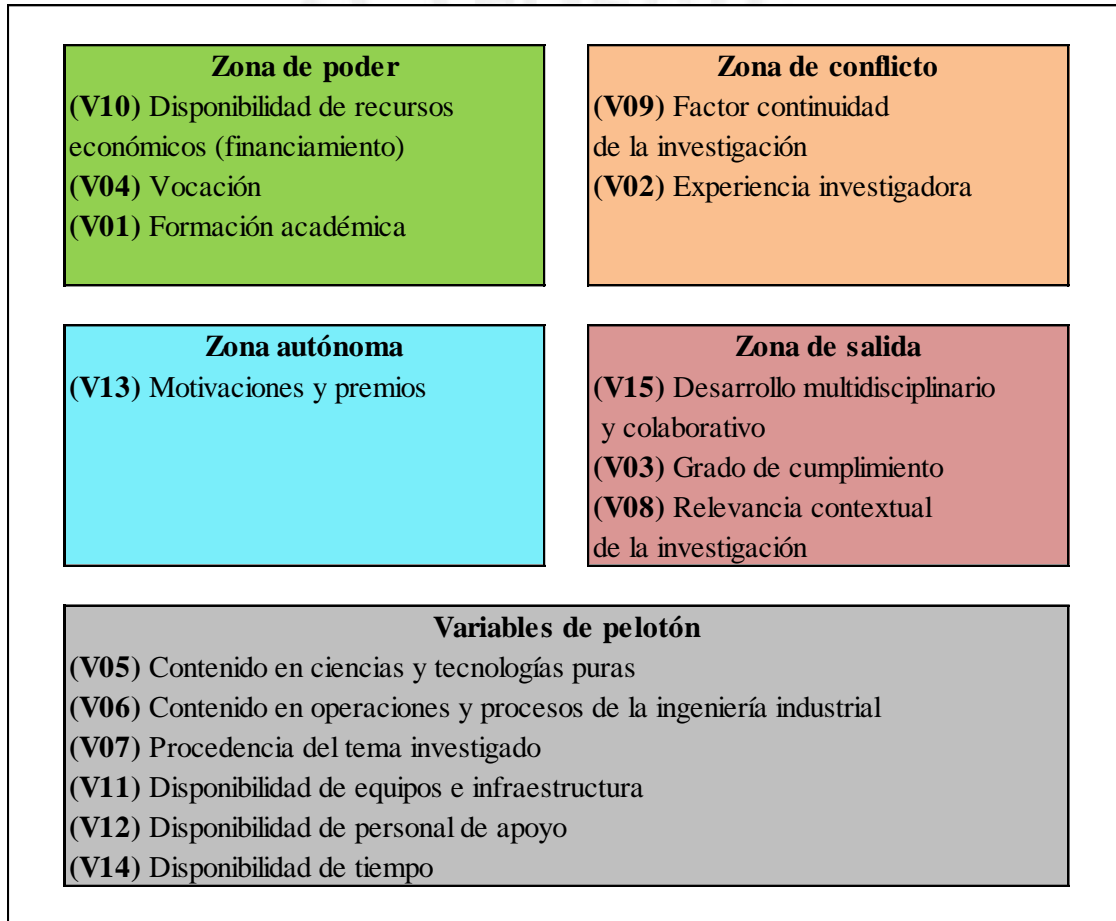 Zona de poder
(V10) Disponibilidad de recursos
económicos (financiamiento)
(V04) Vocación
(V01) Formación académica
Zona de conflicto
(V09) Factor continuidad
de la investigación
(V02) Experiencia investigadora
Zona autónoma
(V13) Motivaciones y premios
Zona de salida
(V15) Desarrollo multidisciplinario
y colaborativo
(V03) Grado de cumplimiento
(V08) Relevancia contextual
de la investigación
Variables de pelotón
(V05) Contenido en ciencias y tecnologías puras
(V06) Contenido en operaciones y procesos de la ingeniería industrial
(V07) Procedencia del tema investigado
(V11) Disponibilidad de equipos e infraestructura
(V12) Disponibilidad de personal de apoyo
(V14) Disponibilidad de tiempo